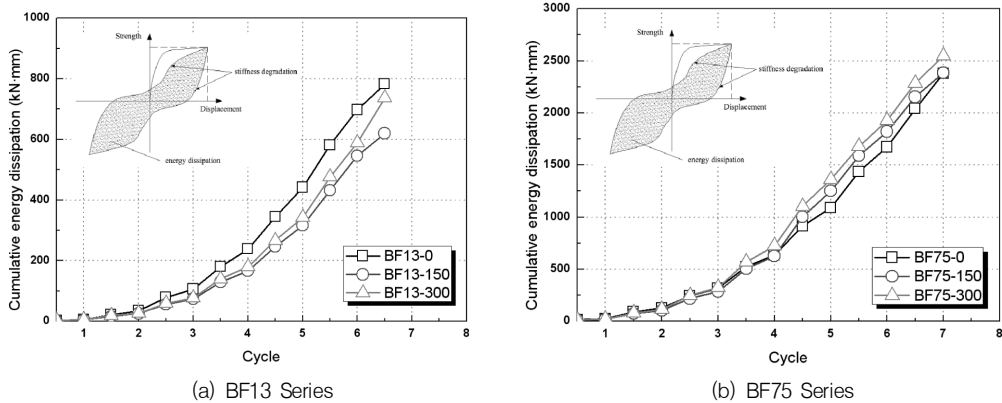 1000
800
600
400
200
0
Cumulative energy dissipation (kN·mm)
Strength
stiffness degradation
Displacement
energy dissipation
BF13-0
BF13-150
BF13-300
1 2 3 4 5 6 7 8
Cycle
(a) BF13 Series
3000
2500
2000
1500
1000
500
0
Cumulative energy dissipation (kN·mm)
Strength
stiffness degradation
Displacement
energy dissipation
BF75-0
BF75-150
BF75-300
1 2 3 4 5 6 7 8
Cycle
(b) BF75 Series